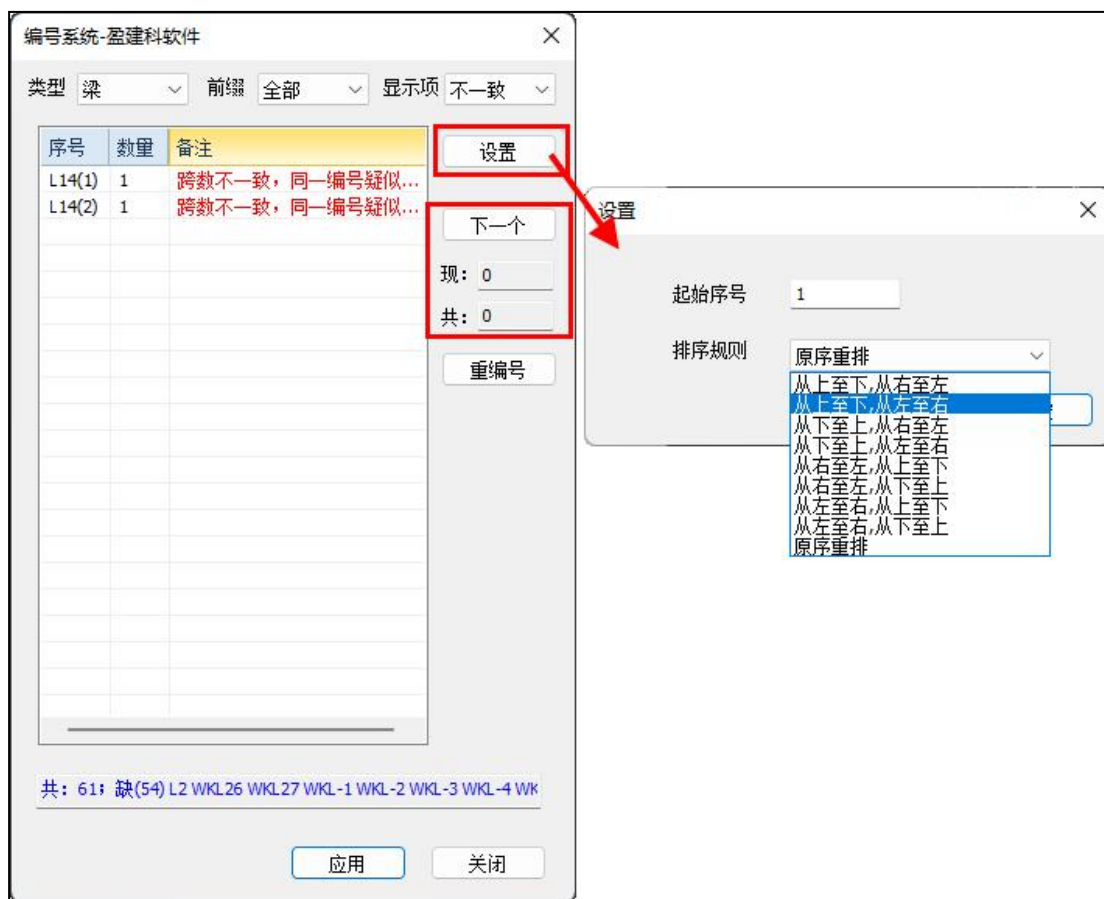 编号系统-盈建科软件
类型 梁 前缀 全部 显示项 不一致
序号 数量 备注
设置
L14(1) 1 跨数不一致，同一编号疑似...
L14(2) 1 跨数不一致，同一编号疑似...
下一个
现： 0
共： 0
重编号
共：61；缺(54) L2 WKL26 WKL27 WKL-1 WKL-2 WKL-3 WKL-4 WK
应用 关闭
设置
起始序号 1
排序规则 原序重排
从上至下,从右至左
从上至下,从左至右
从下至上,从右至左
从下至上,从左至右
从右至左,从上至下
从右至左,从下至上
从左至右,从上至下
从左至右,从下至上
原序重排